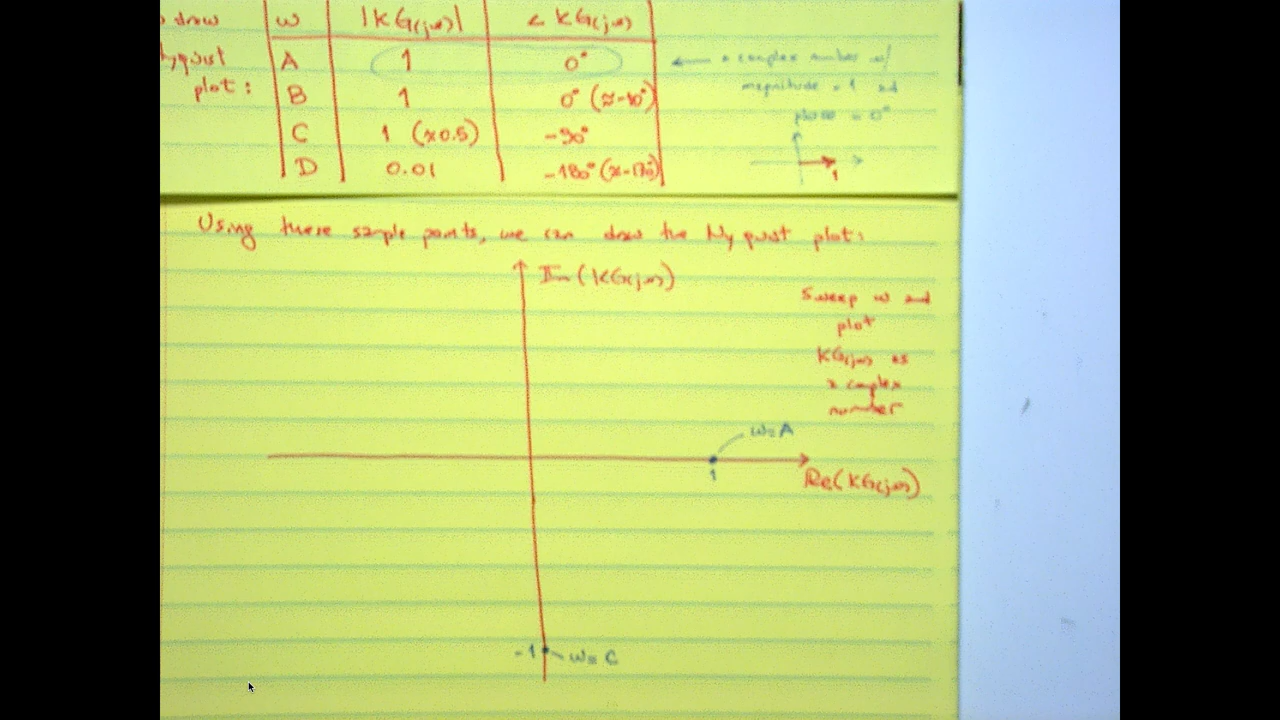 draw ω |KG(jω)| ∠ KG(jω)
Nyquist A 1 0° ← a complex number w/
plot: B 1 0° (≈-10°) magnitude = 1 and
phase = 0°
C 1 (≈0.5) -90°
D 0.01 -180° (≈-170°) 1
Using these sample points, we can draw the Nyquist plot:
Im(KG(jω))
Sweep ω and
plot
KG(jω) as
a complex
number
ω=A
1
Re(KG(jω))
-1 ω=C